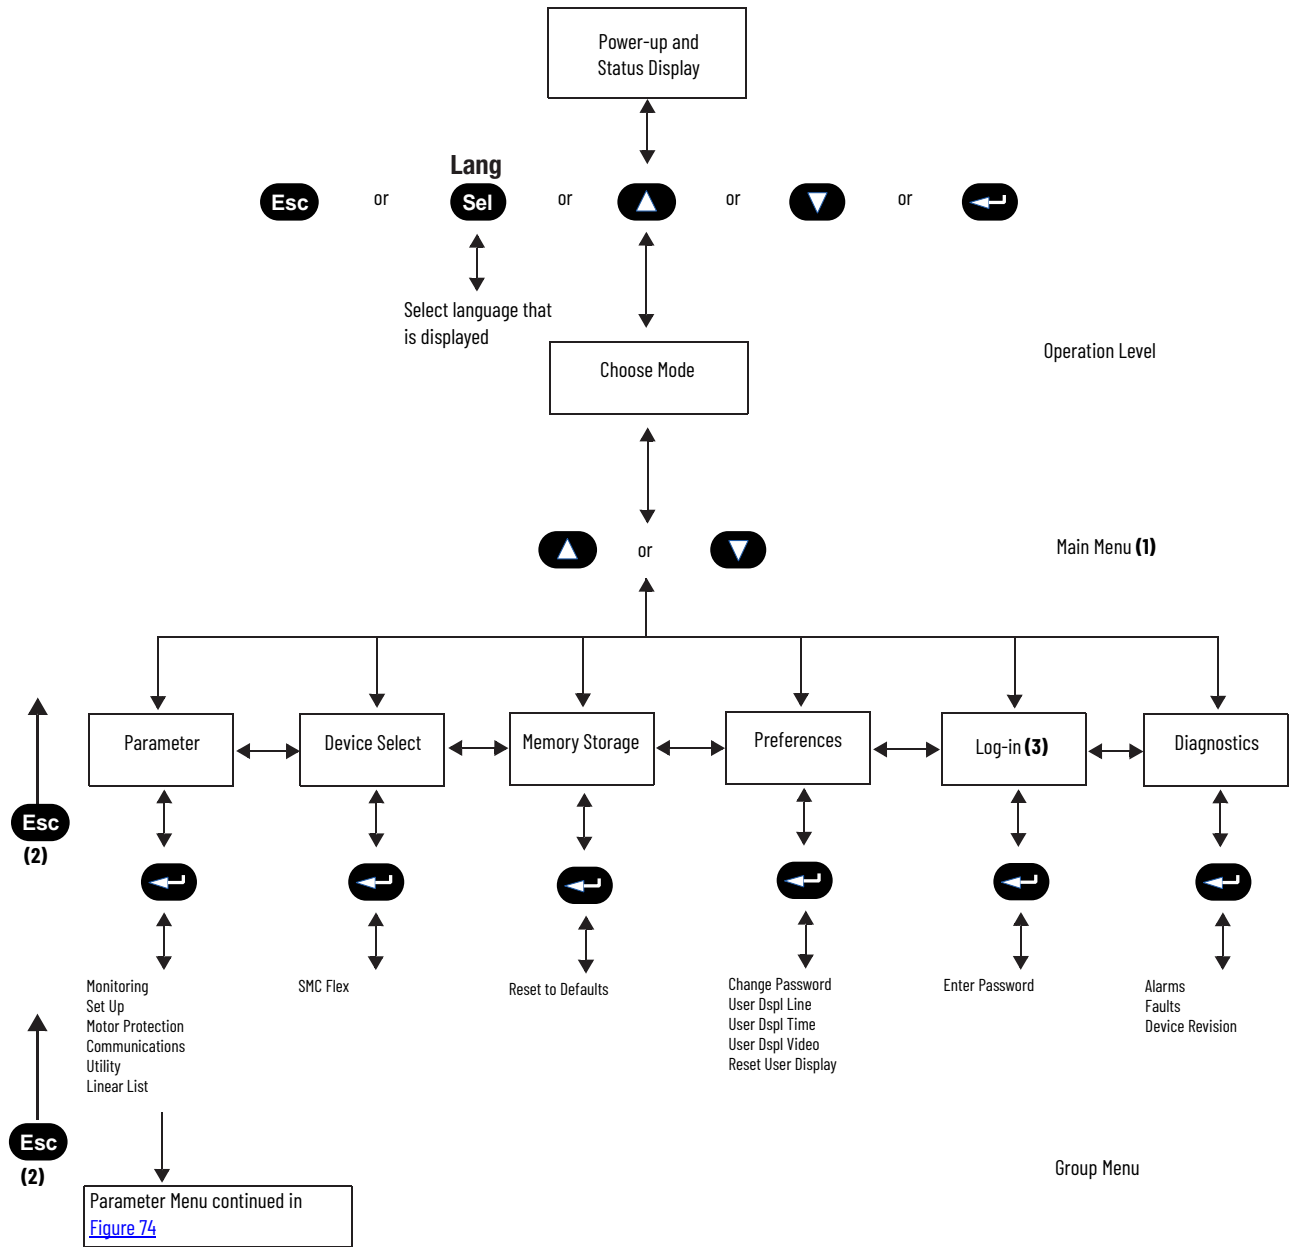 Power-up and
Status Display
Lang
Esc or Sel or or or
Select language that
is displayed
Operation Level
Choose Mode
or
Main Menu (1)
Parameter
Device Select
Memory Storage
Preferences
Log-in (3)
Diagnostics
Esc
(2)
Monitoring
Set Up
Motor Protection
Communications
Utility
Linear List
SMC Flex
Reset to Defaults
Change Password
User Dspl Line
User Dspl Time
User Dspl Video
Reset User Display
Enter Password
Alarms
Faults
Device Revision
Esc
(2)
Group Menu
Parameter Menu continued in
Figure 74